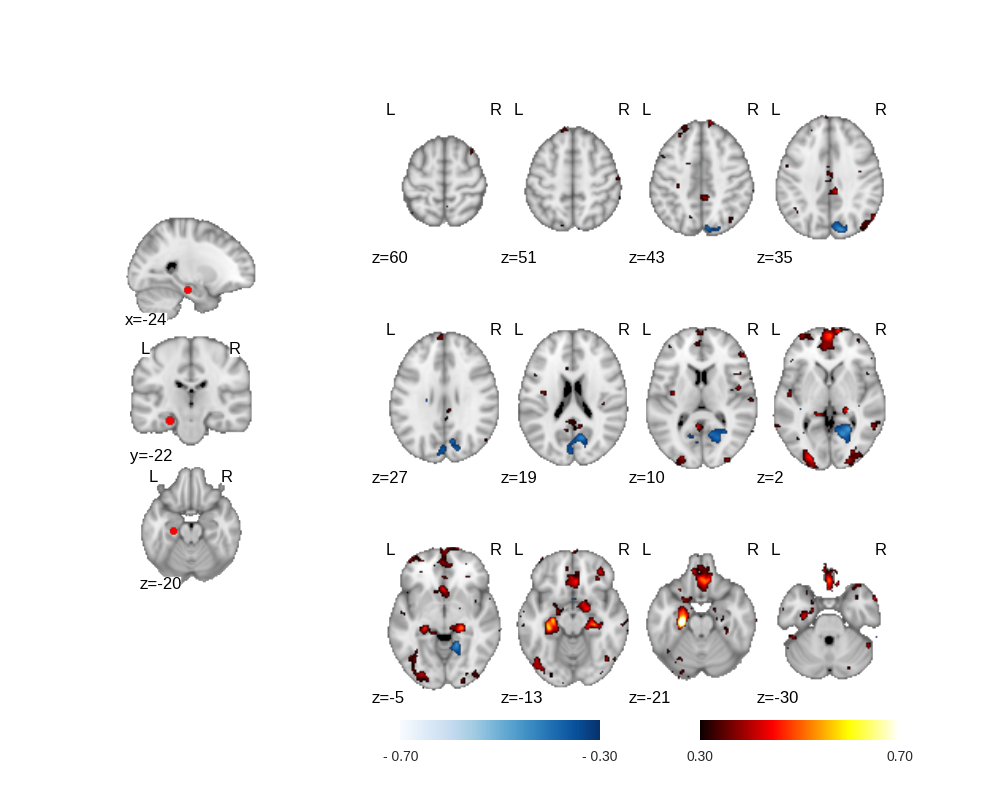 L R L R L R L R
z=60 z=51 z=43 z=35
x=-24
L R
L R L R L R L R
y=-22
L R
z=27 z=19 z=10 z=2
L R L R L R L R
z=-20
z=-5 z=-13 z=-21 z=-30
- 0.70 - 0.30 0.30 0.70